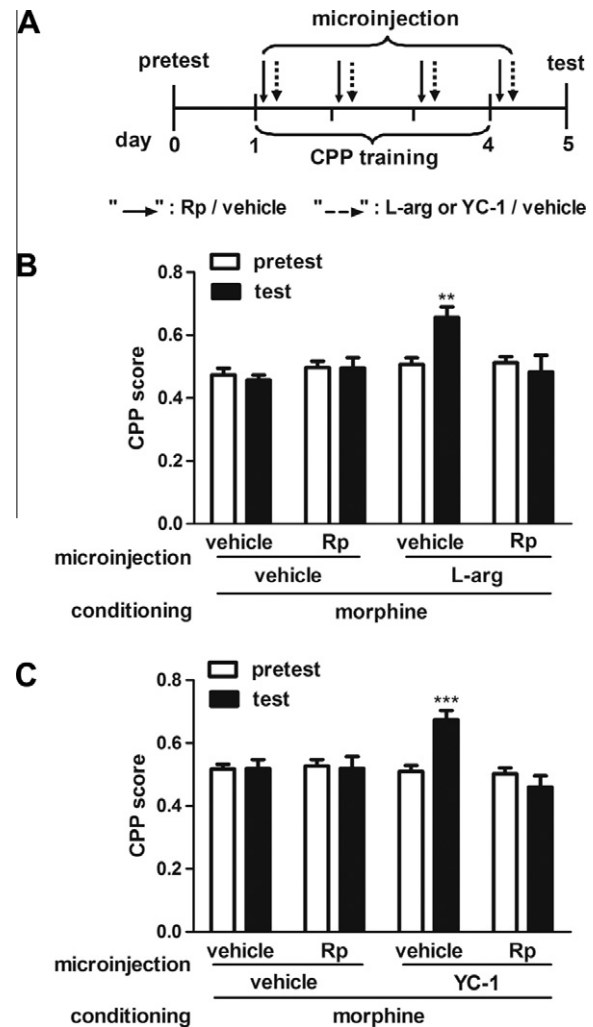 A
microinjection
pretest
test
day
0
1
4
5
CPP training
"→" : Rp / vehicle
"--→" : L-arg or YC-1 / vehicle
B
pretest
test
CPP score
0.8
0.6
0.4
0.2
0.0
**
vehicle Rp vehicle Rp
microinjection
vehicle L-arg
conditioning morphine
C
pretest
test
CPP score
0.8
0.6
0.4
0.2
0.0
***
vehicle Rp vehicle Rp
microinjection
vehicle YC-1
conditioning morphine